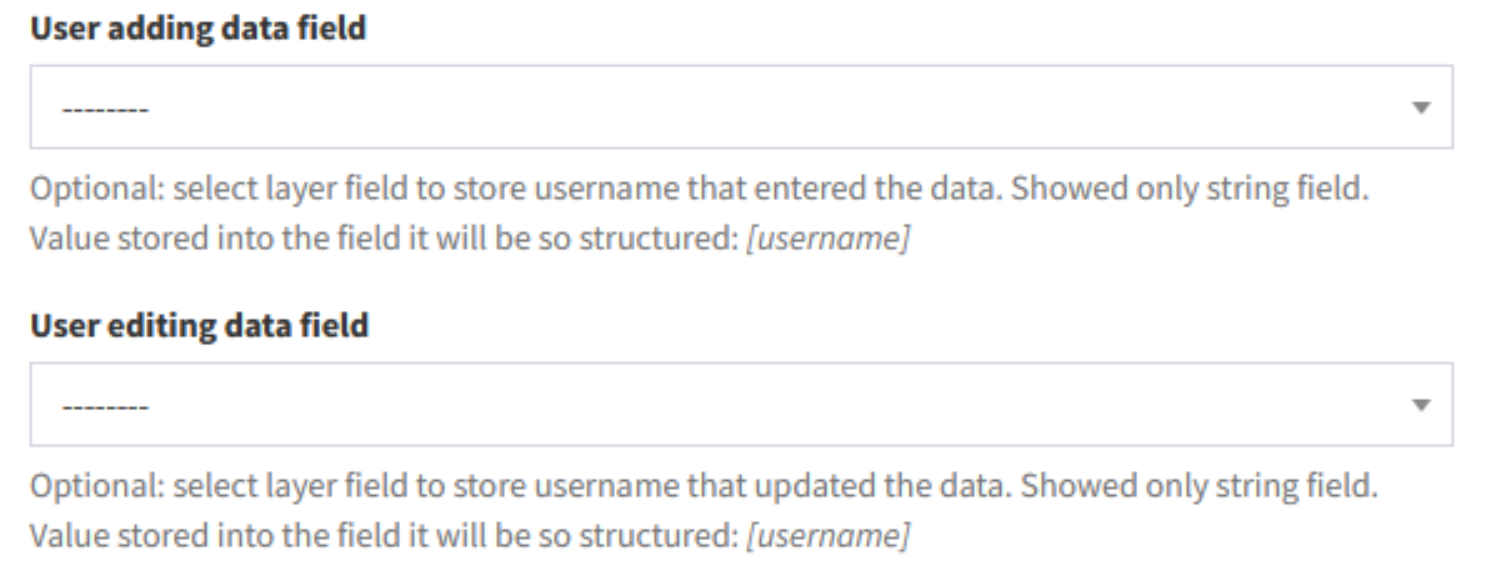 User adding data field
--------
Optional: select layer field to store username that entered the data. Showed only string field.
Value stored into the field it will be so structured: [username]
User editing data field
--------
Optional: select layer field to store username that updated the data. Showed only string field.
Value stored into the field it will be so structured: [username]